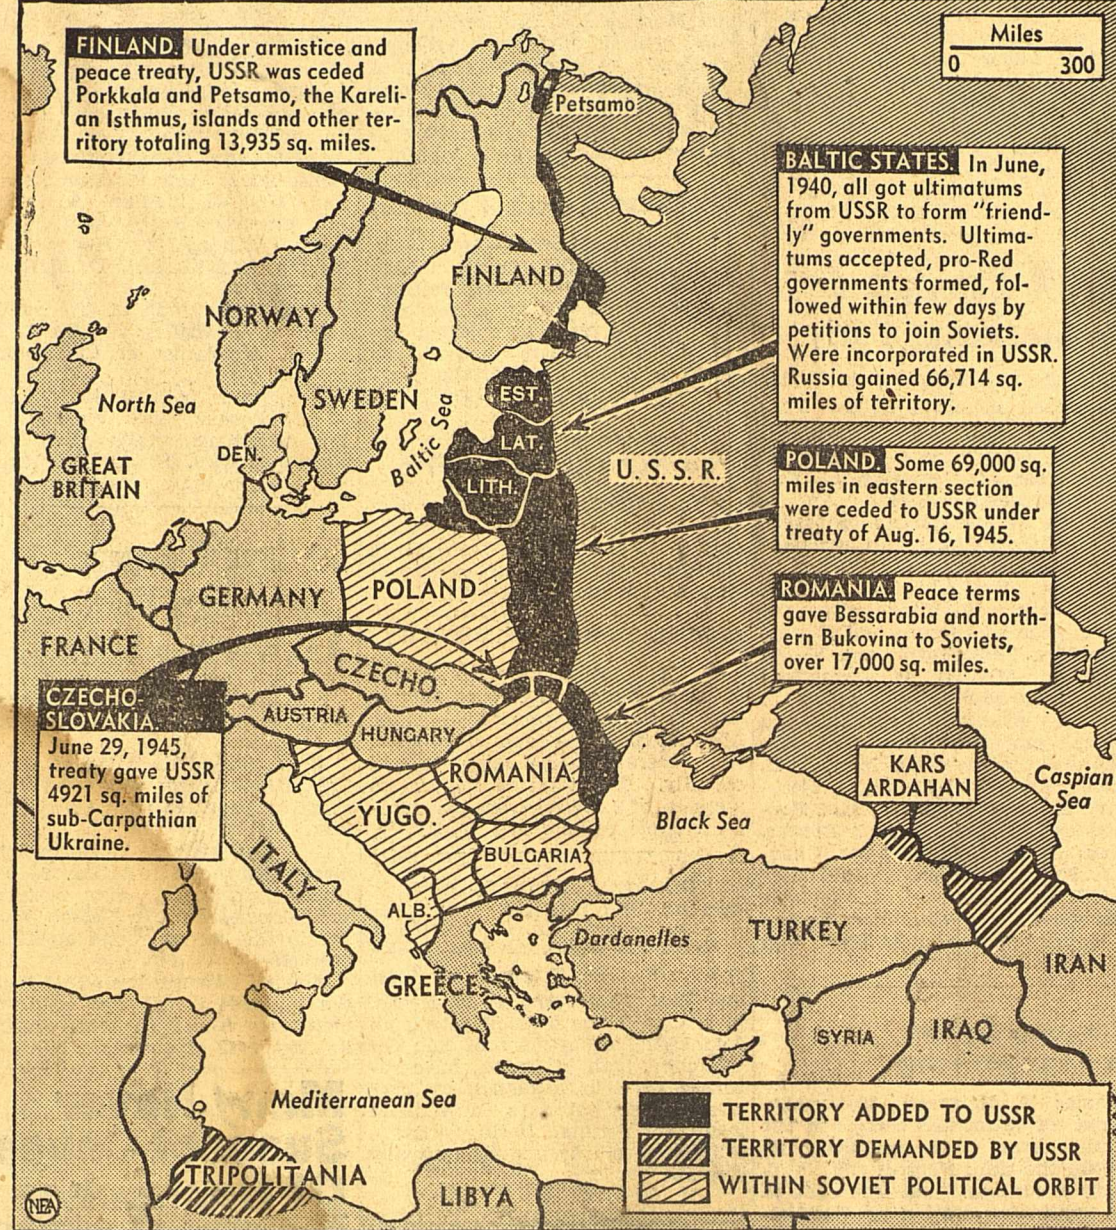 FINLAND. Under armistice and
peace treaty, USSR was ceded
Porkkala and Petsamo, the Kareli-
an Isthmus, islands and other ter-
ritory totaling 13,935 sq. miles.
Miles
0 300
Petsamo
BALTIC STATES. In June,
1940, all got ultimatums
from USSR to form "friend-
ly" governments. Ultima-
tums accepted, pro-Red
governments formed, fol-
lowed within few days by
petitions to join Soviets.
Were incorporated in USSR.
Russia gained 66,714 sq.
miles of territory.
FINLAND
NORWAY
SWEDEN
North Sea
Baltic Sea
EST.
LAT.
LITH.
DEN.
GREAT
BRITAIN
U. S. S. R.
POLAND. Some 69,000 sq.
miles in eastern section
were ceded to USSR under
treaty of Aug. 16, 1945.
GERMANY
POLAND
FRANCE
ROMANIA. Peace terms
gave Bessarabia and north-
ern Bukovina to Soviets,
over 17,000 sq. miles.
CZECHO.
CZECHO-
SLOVAKIA.
June 29, 1945,
treaty gave USSR
4921 sq. miles of
sub-Carpathian
Ukraine.
AUSTRIA
HUNGARY
ROMANIA
YUGO.
BULGARIA
ITALY
ALB.
GREECE
Black Sea
KARS
ARDAHAN
Caspian
Sea
Dardanelles
TURKEY
IRAN
SYRIA
IRAQ
Mediterranean Sea
TRIPOLITANIA
LIBYA
TERRITORY ADDED TO USSR
TERRITORY DEMANDED BY USSR
WITHIN SOVIET POLITICAL ORBIT
NEA